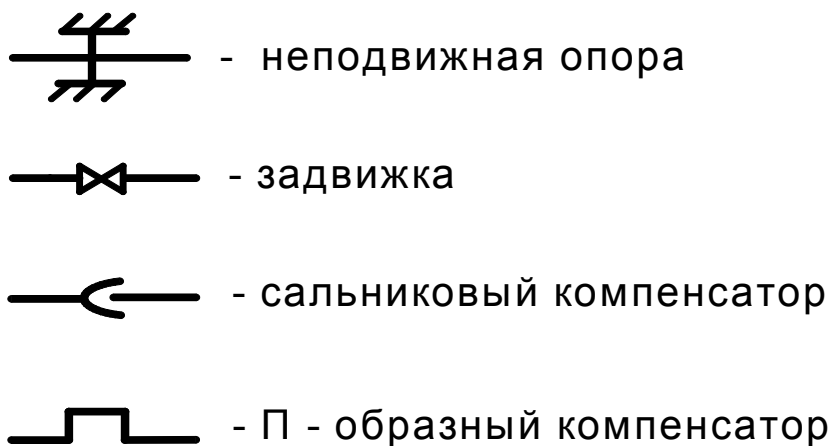 - неподвижная опора
- задвижка
- сальниковый компенсатор
- П - образный компенсатор